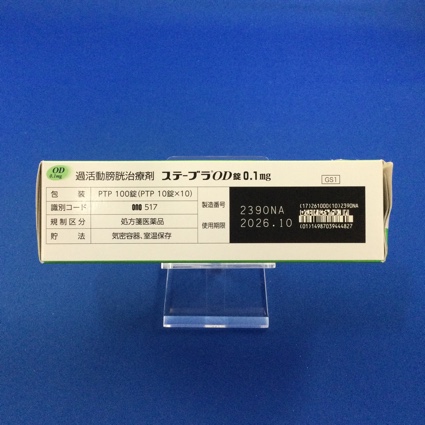 OD
0.1mg
過活動膀胱治療剤 ステーブラOD錠 0.1mg
GS1
包装 PTP 100錠(PTP 10錠×10)
識別コード ono 517
規制区分 処方箋医薬品
貯法 気密容器、室温保存
製造番号 2390NA
使用期限 2026.10
(17)261000(10)2390NA
(01)14987039444827